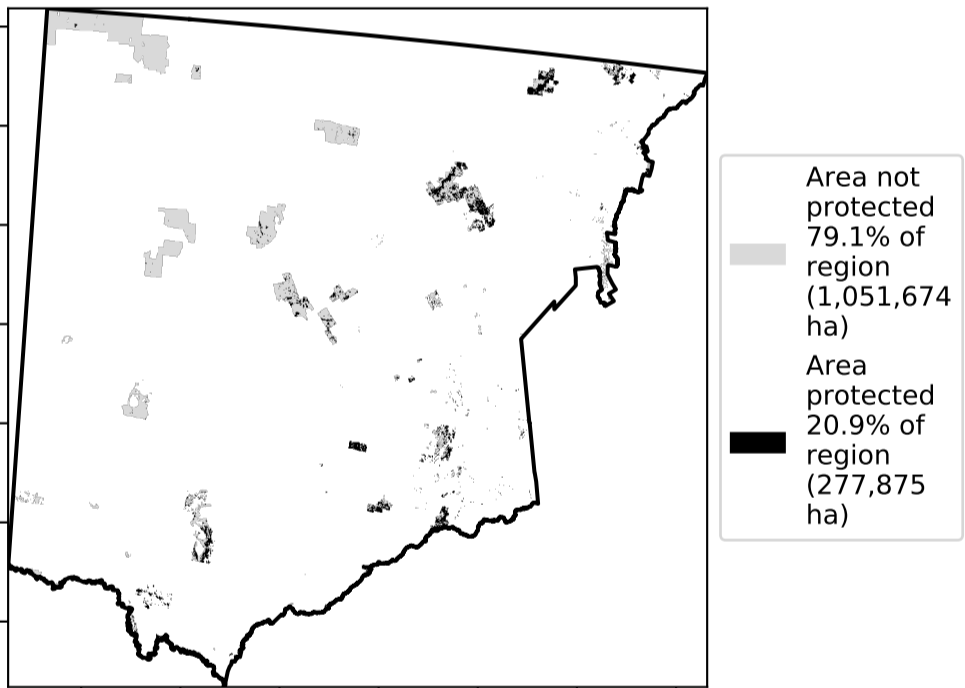 Area not
protected
79.1% of
region
(1,051,674
ha)
Area
protected
20.9% of
region
(277,875
ha)